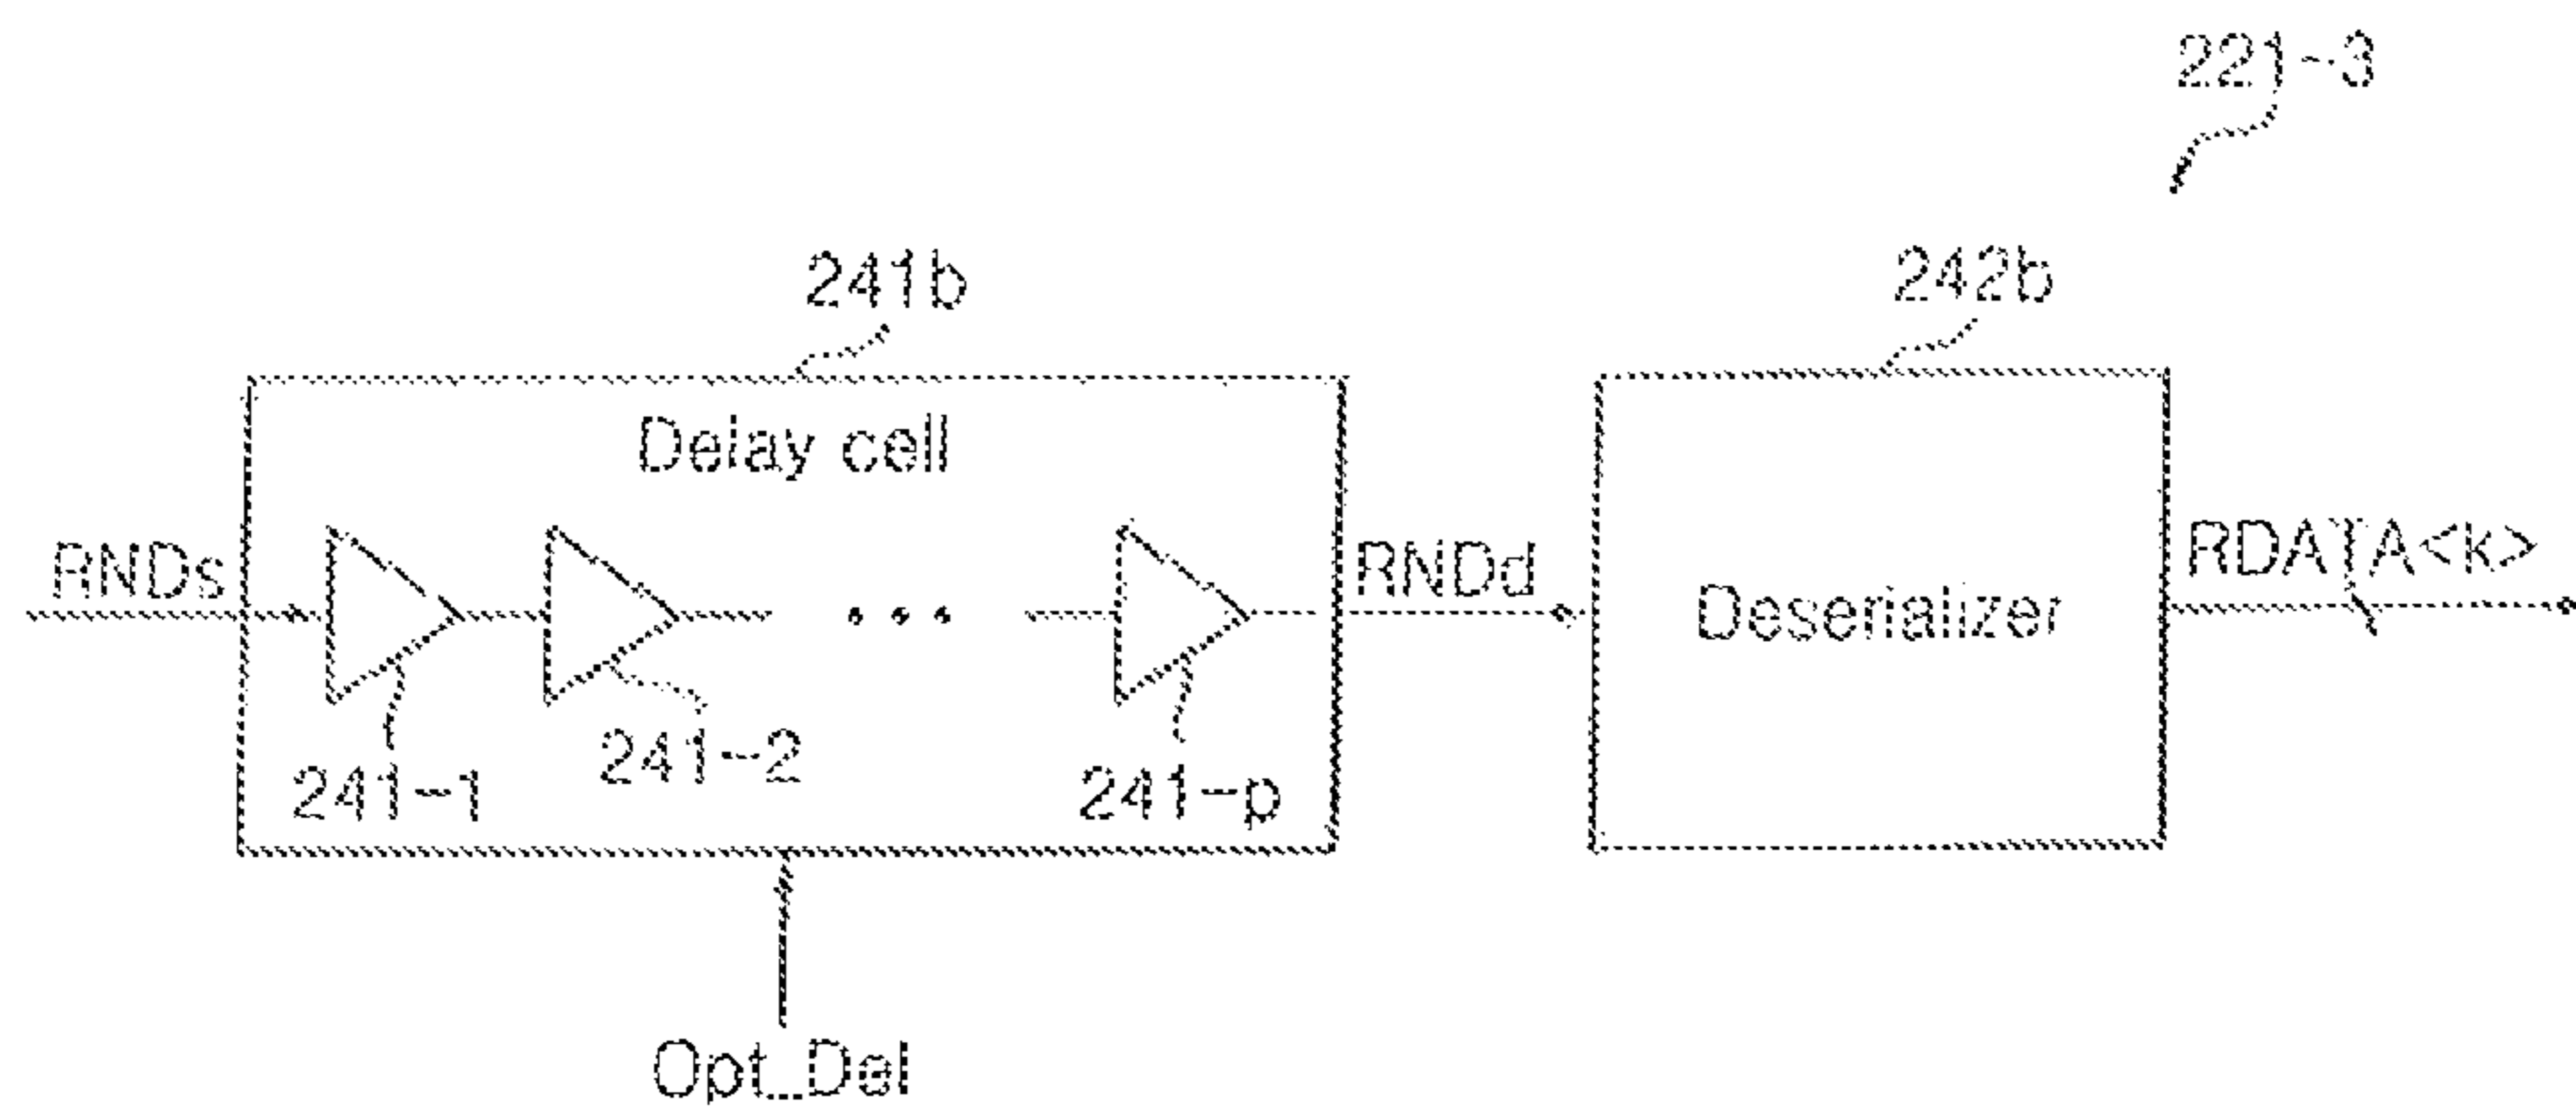 221-3
241b
242b
Delay cell
RNDs
RNDd
Deserializer
RDATA<k>
241-1
241-2
241-p
Opt_Del